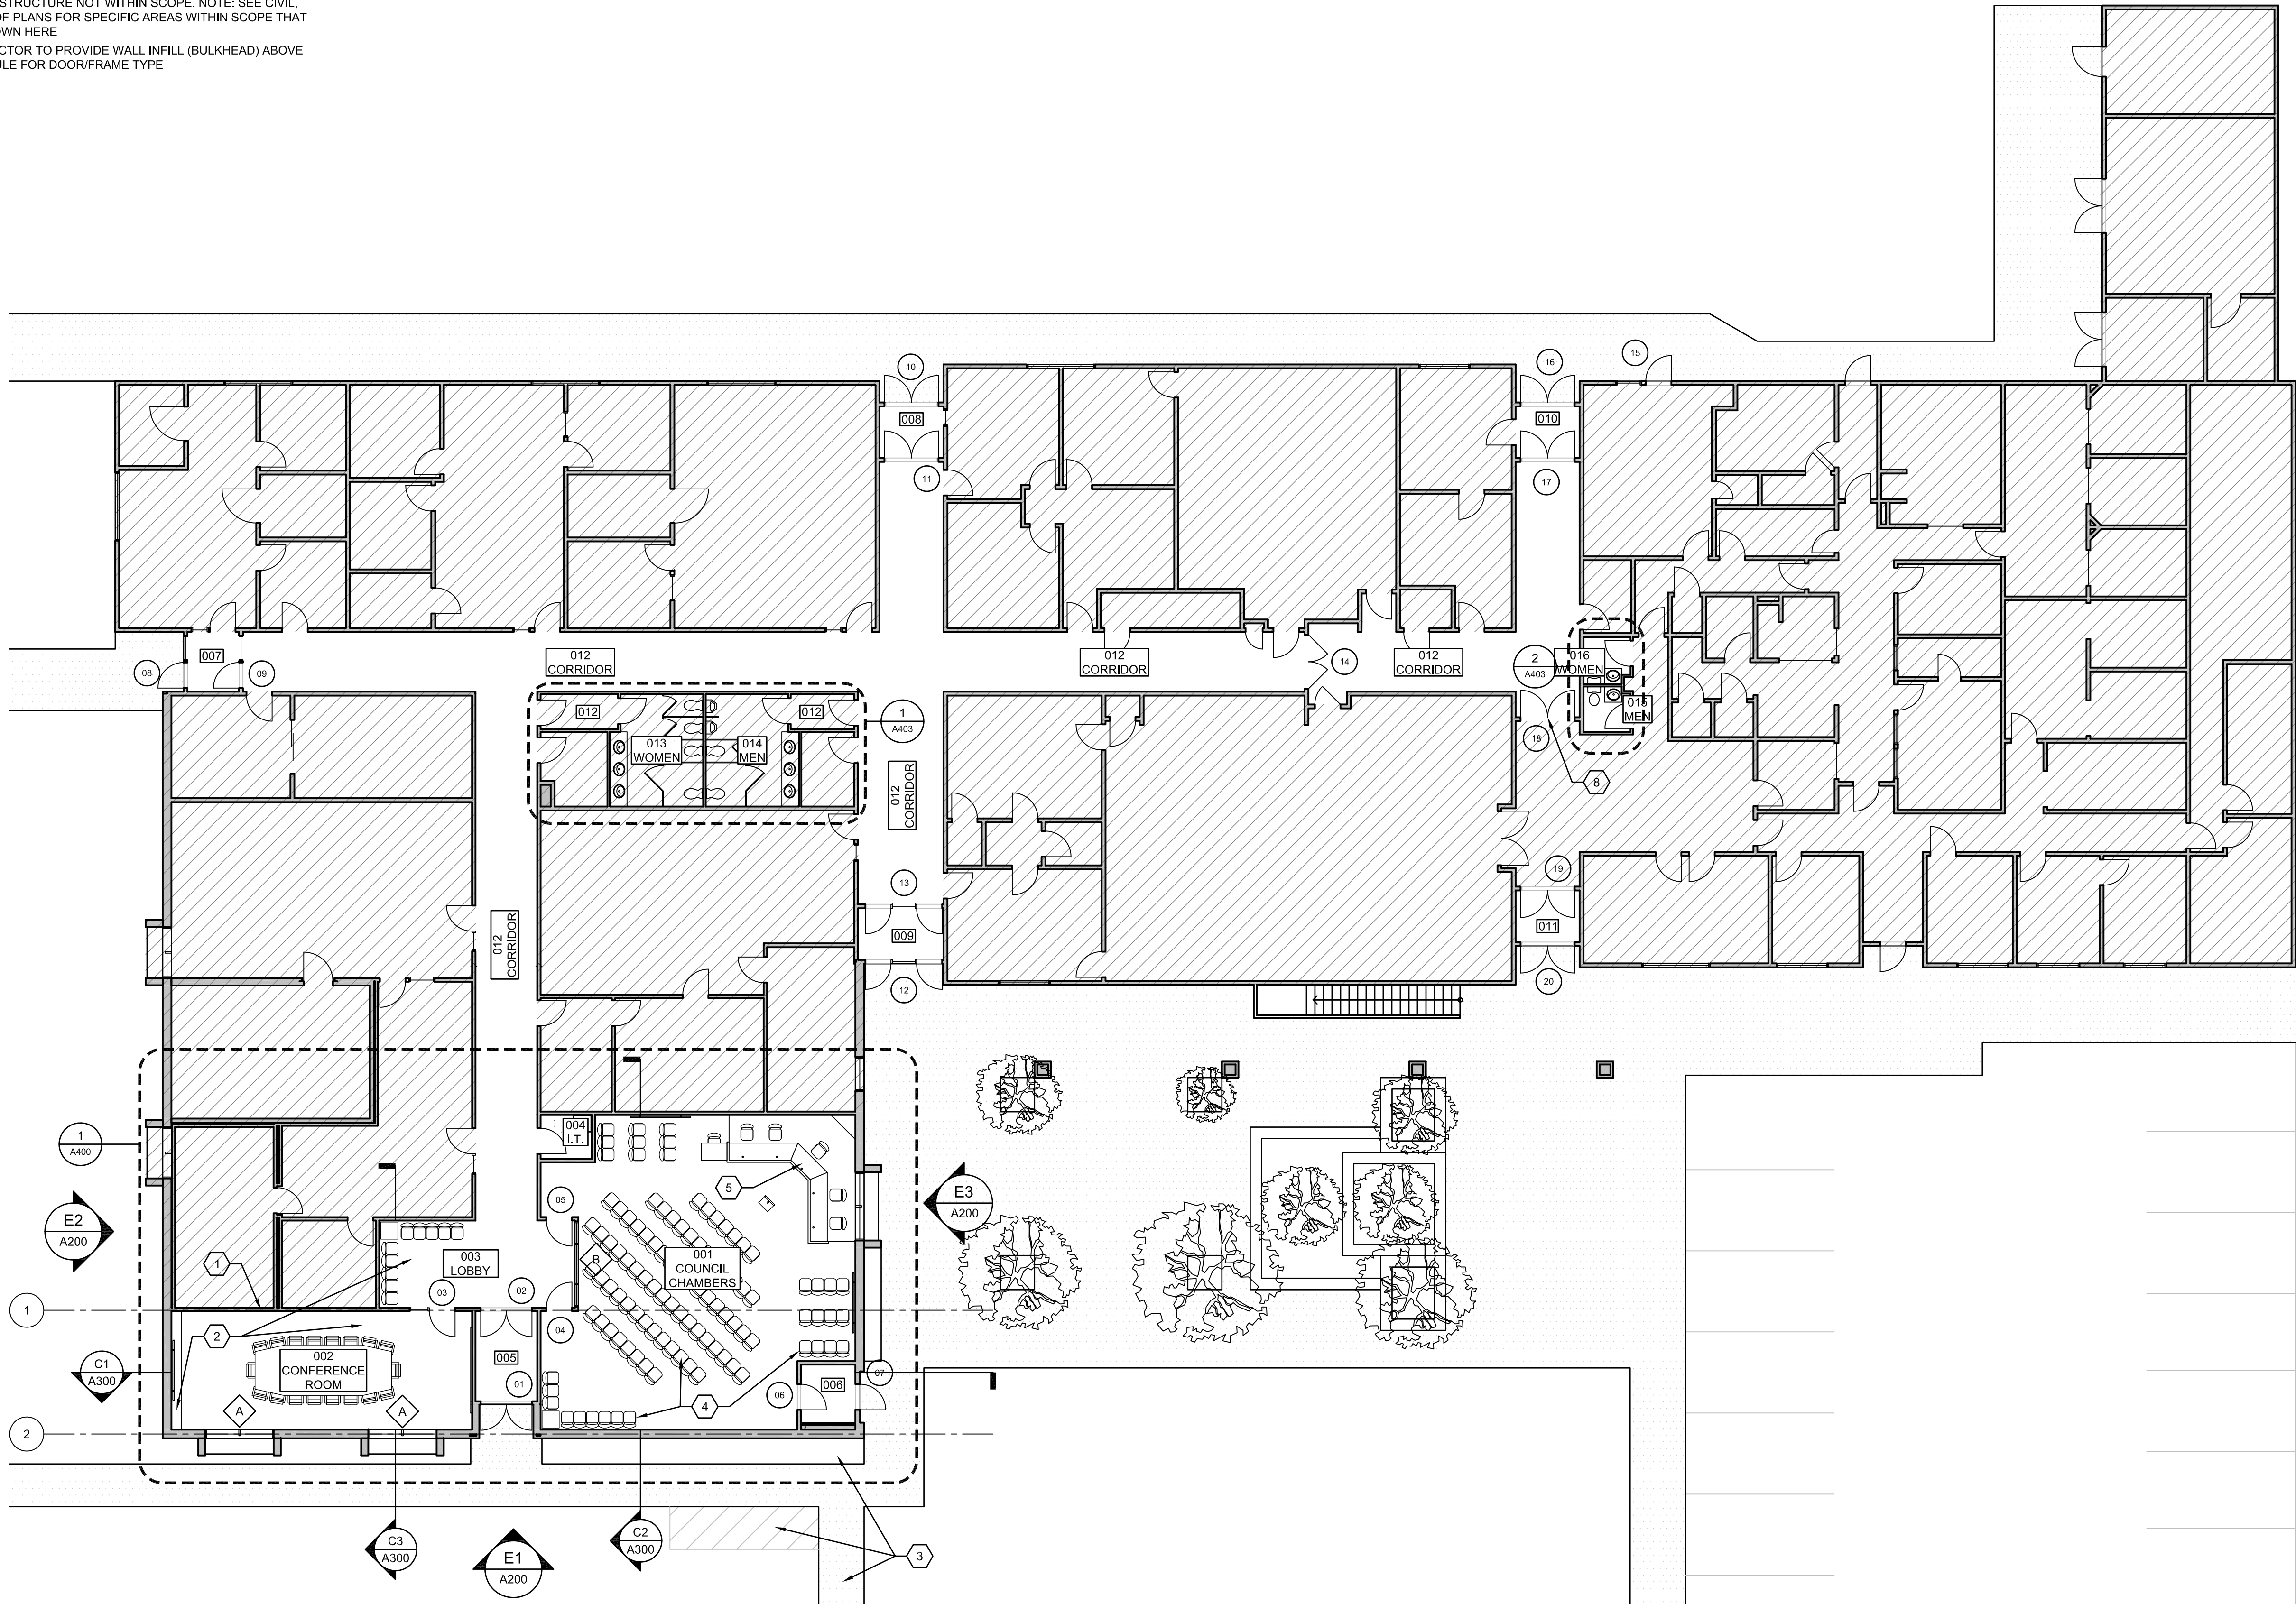 STRUCTURE NOT WITHIN SCOPE. NOTE: SEE CIVIL,
OF PLANS FOR SPECIFIC AREAS WITHIN SCOPE THAT
OWN HERE
CTOR TO PROVIDE WALL INFILL (BULKHEAD) ABOVE
ULE FOR DOOR/FRAME TYPE
10
16
15
008
010
11
17
007
08
09
012
CORRIDOR
012
CORRIDOR
14
012
CORRIDOR
2
A403
016
WOMEN
015
MEN
012
012
1
A403
013
WOMEN
014
MEN
18
8
012
CORRIDOR
13
19
012
CORRIDOR
009
011
12
20
1
A400
004
I.T.
5
05
E3
A200
E2
A200
1
003
LOBBY
B
001
COUNCIL
CHAMBERS
03
02
1
2
04
C1
A300
002
CONFERENCE
ROOM
005
01
06
006
07
A
A
4
2
C3
A300
E1
A200
C2
A300
3